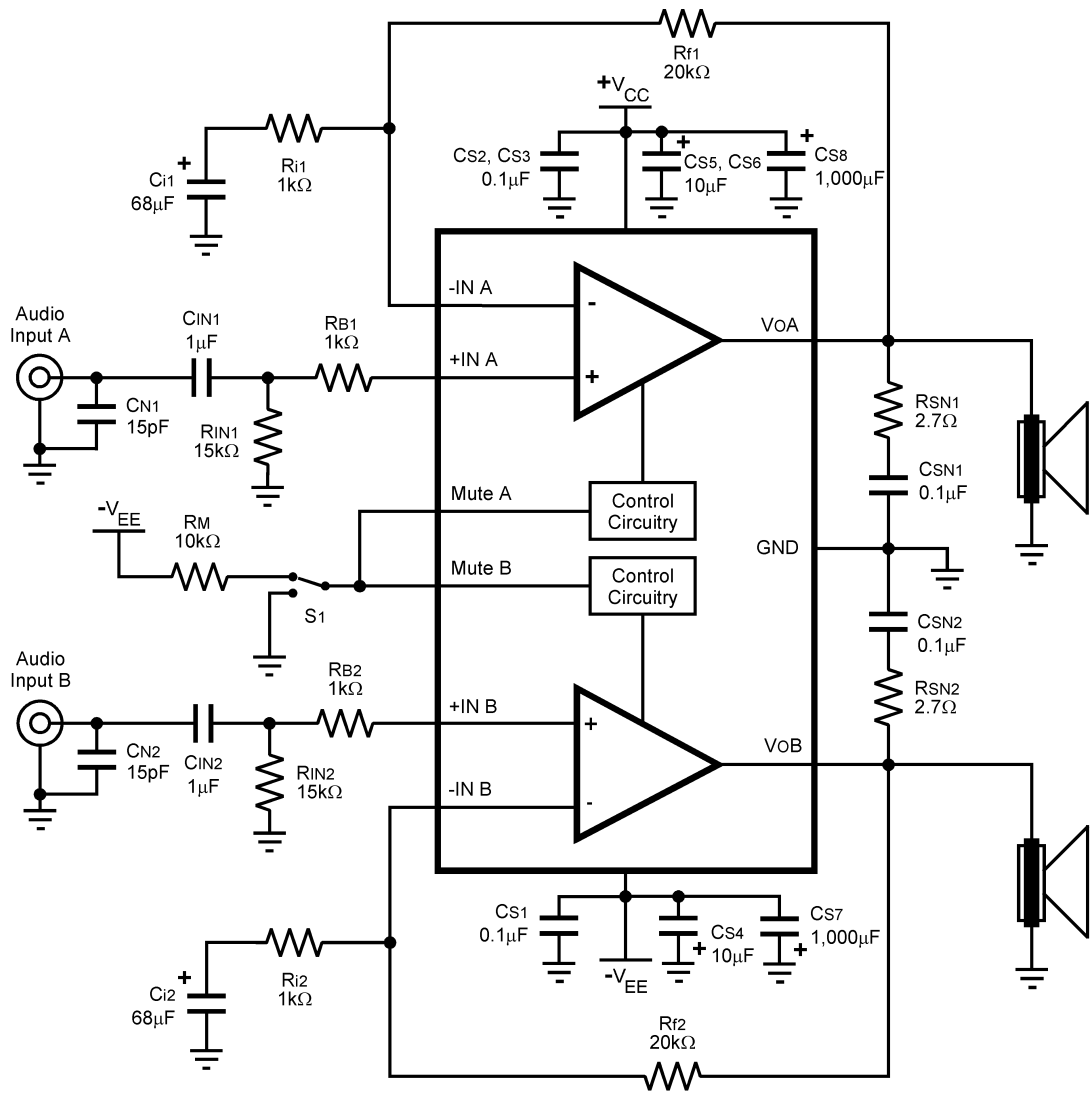 Rf1
20kΩ
+VCC
CS2, CS3
0.1µF
+
CS5, CS6
10µF
+
CS8
1,000µF
+
Ci1
68µF
Ri1
1kΩ
-IN A
-
Audio
Input A
CIN1
1µF
RB1
1kΩ
+IN A
+
VOA
CN1
15pF
RIN1
15kΩ
RSN1
2.7Ω
CSN1
0.1µF
Mute A
Control
Circuitry
-VEE
RM
10kΩ
GND
Mute B
Control
Circuitry
S1
CSN2
0.1µF
Audio
Input B
RB2
1kΩ
RSN2
2.7Ω
+IN B
+
CN2
15pF
CIN2
1µF
RIN2
15kΩ
VOB
-IN B
-
CS1
0.1µF
+
CS4
10µF
+
CS7
1,000µF
-VEE
+
Ci2
68µF
Ri2
1kΩ
Rf2
20kΩ